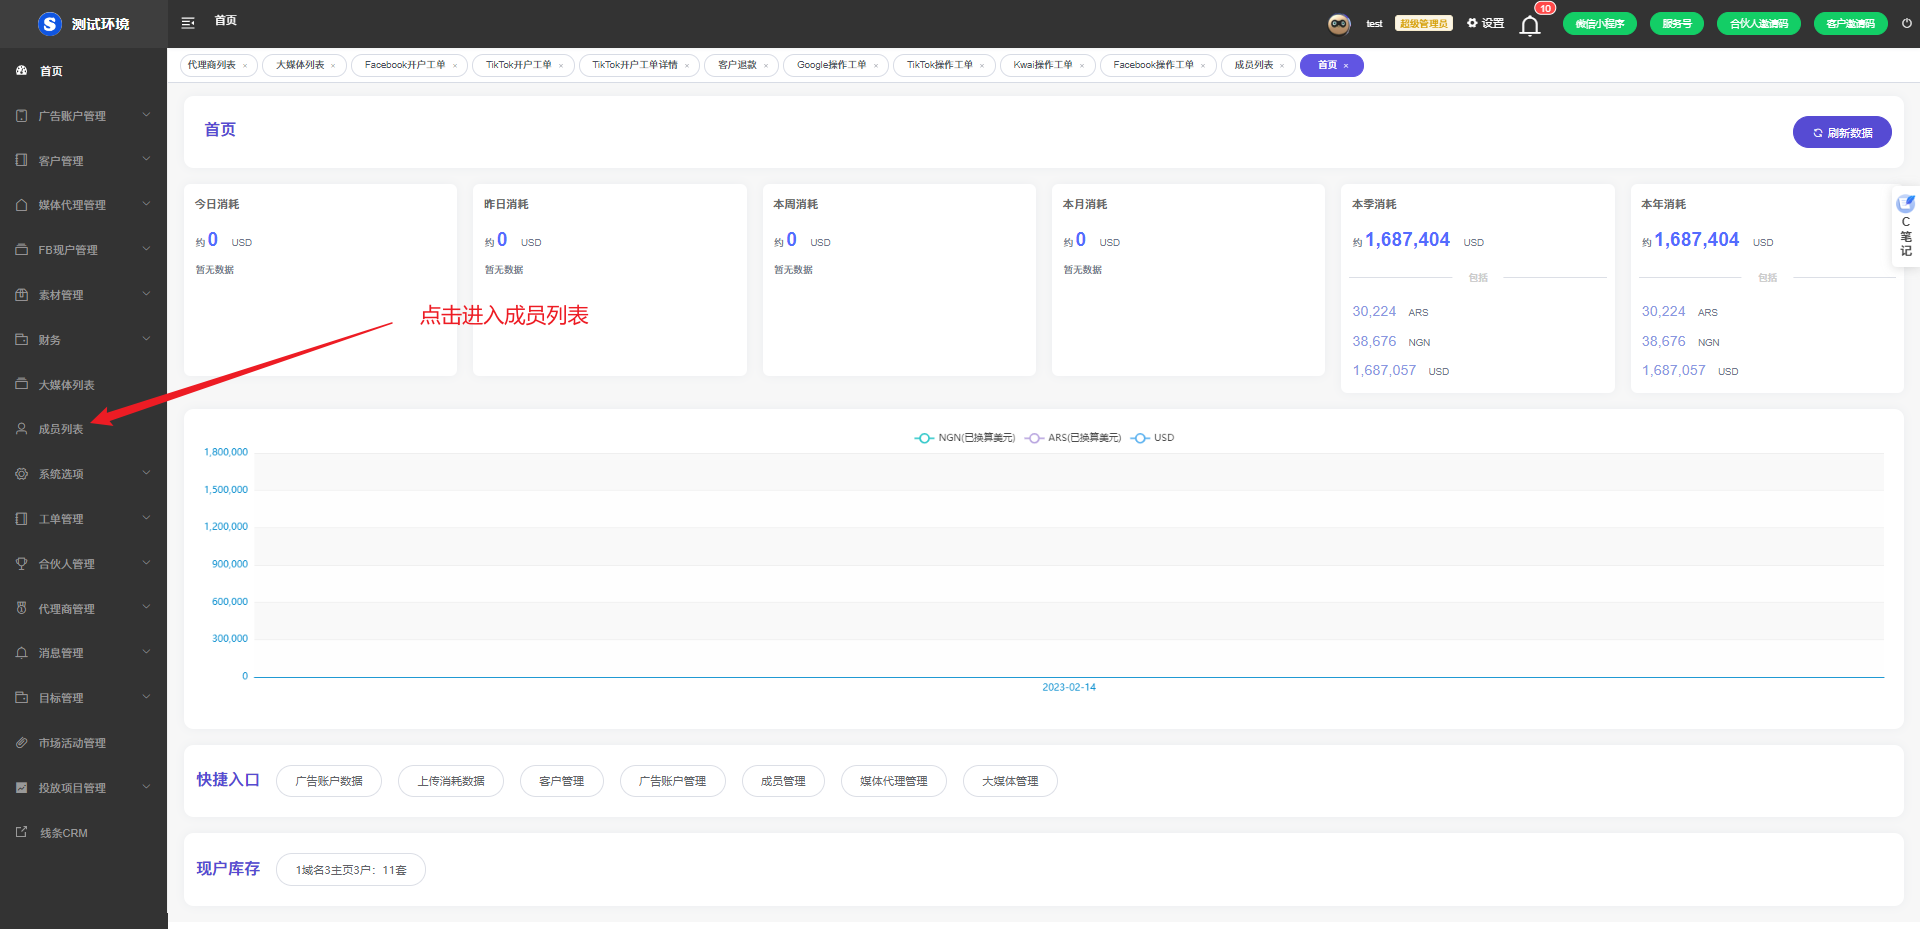 测试环境
首页
test
超级管理员
设置
10
微信小程序
服务号
合伙人邀请码
客户邀请码
代理商列表 ×
大媒体列表 ×
Facebook开户工单 ×
TikTok开户工单 ×
TikTok开户工单详情 ×
客户退款 ×
Google操作工单 ×
TikTok操作工单 ×
Kwai操作工单 ×
Facebook操作工单 ×
成员列表 ×
首页 ×
首页
广告账户管理
客户管理
媒体代理管理
FB现户管理
素材管理
财务
大媒体列表
成员列表
系统选项
工单管理
合伙人管理
代理商管理
消息管理
目标管理
市场活动管理
投放项目管理
线条CRM
首页
刷新数据
今日消耗
约 0 USD
暂无数据
昨日消耗
约 0 USD
暂无数据
本周消耗
约 0 USD
暂无数据
本月消耗
约 0 USD
暂无数据
本季消耗
约 1,687,404 USD
包括
30,224 ARS
38,676 NGN
1,687,057 USD
本年消耗
约 1,687,404 USD
包括
30,224 ARS
38,676 NGN
1,687,057 USD
C
笔
记
点击进入成员列表
NGN(已换算美元)
ARS(已换算美元)
USD
1,800,000
1,500,000
1,200,000
900,000
600,000
300,000
0
2023-02-14
快捷入口
广告账户数据
上传消耗数据
客户管理
广告账户管理
成员管理
媒体代理管理
大媒体管理
现户库存
1域名3主页3户：11套